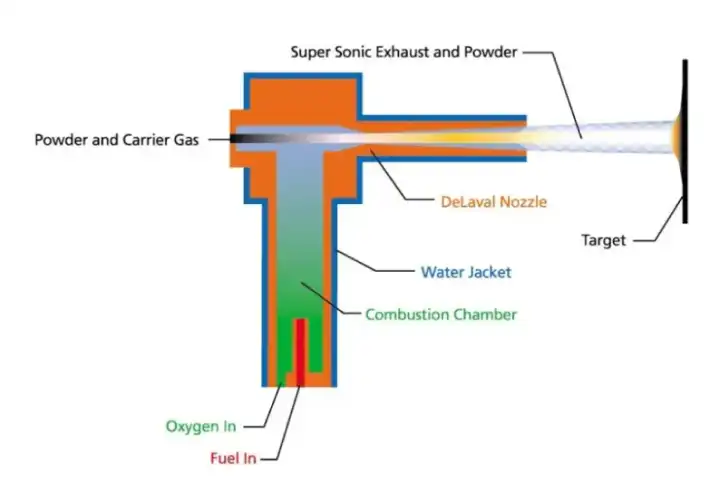 Super Sonic Exhaust and Powder
Powder and Carrier Gas
DeLaval Nozzle
Target
Water Jacket
Combustion Chamber
Oxygen In
Fuel In